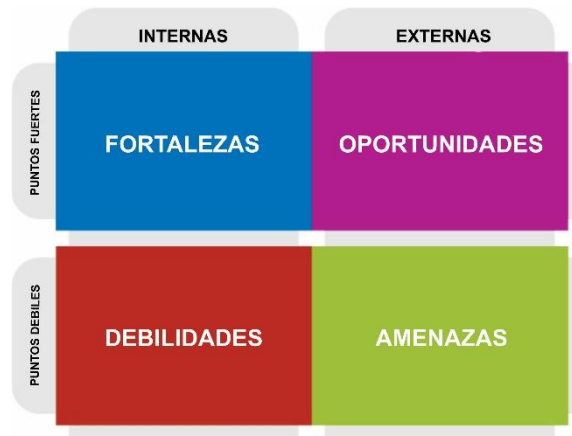 INTERNAS
EXTERNAS
PUNTOS FUERTES
FORTALEZAS
OPORTUNIDADES
PUNTOS DEBILES
DEBILIDADES
AMENAZAS